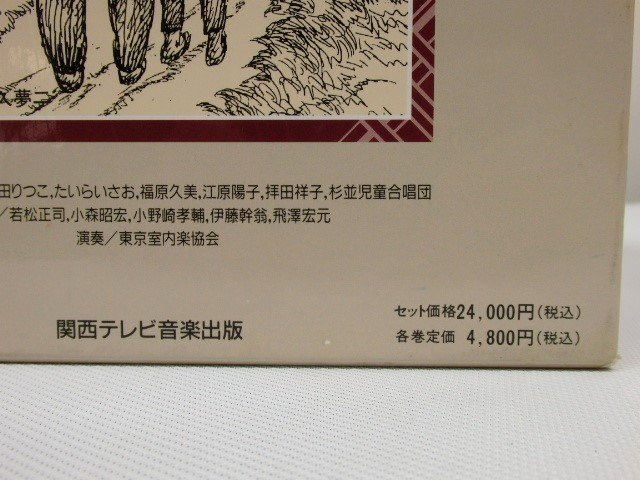 夢
田りつこ,たいらいさお,福原久美,江原陽子,拝田祥子,杉並児童合唱団
/若松正司,小森昭宏,小野崎孝輔,伊藤幹翁,飛澤宏元
演奏/東京室内楽協会
セット価格24,000円(税込)
関西テレビ音楽出版
各巻定価 4,800円(税込)